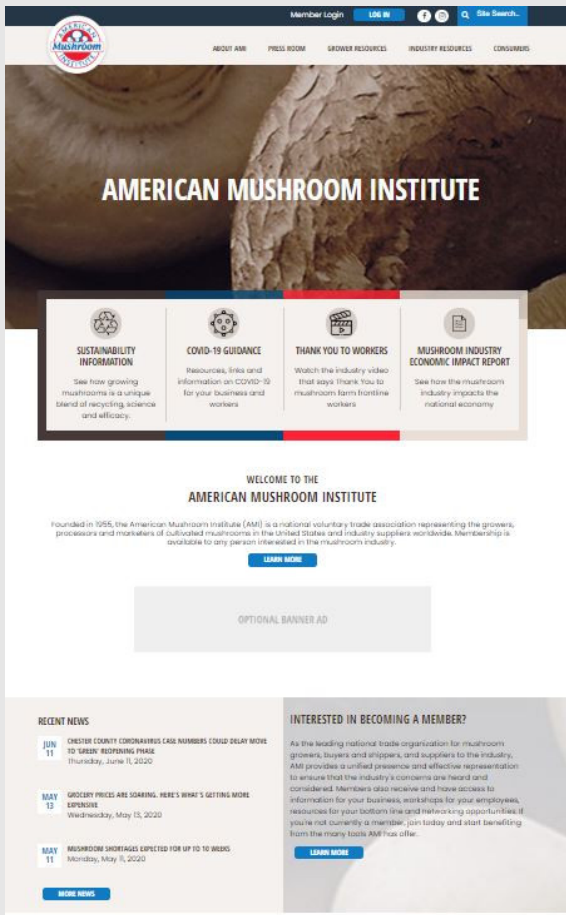 Member Login LOG IN Site Search...
AMERICAN
Mushroom
INSTITUTE
ABOUT AMI PRESS ROOM GROWER RESOURCES INDUSTRY RESOURCES CONSUMERS
AMERICAN MUSHROOM INSTITUTE
SUSTAINABILITY
INFORMATION
See how growing
mushrooms is a unique
blend of recycling, science
and efficacy.
COVID-19 GUIDANCE
Resources, links and
information on COVID-19
for your business and
workers
THANK YOU TO WORKERS
Watch the industry video
that says Thank You to
mushroom farm frontline
workers
MUSHROOM INDUSTRY
ECONOMIC IMPACT REPORT
See how the mushroom
industry impacts the
national economy
WELCOME TO THE
AMERICAN MUSHROOM INSTITUTE
Founded in 1955, the American Mushroom Institute (AMI) is a national voluntary trade association representing the growers,
processors and marketers of cultivated mushrooms in the United States and industry suppliers worldwide. Membership is
available to any person interested in the mushroom industry.
LEARN MORE
OPTIONAL BANNER AD
RECENT NEWS
JUN
11
CHESTER COUNTY CORONAVIRUS CASE NUMBERS COULD DELAY MOVE
TO 'GREEN' REOPENING PHASE
Thursday, June 11, 2020
MAY
13
GROCERY PRICES ARE SOARING. HERE'S WHAT'S GETTING MORE
EXPENSIVE
Wednesday, May 13, 2020
MAY
11
MUSHROOM SHORTAGES EXPECTED FOR UP TO 10 WEEKS
Monday, May 11, 2020
MORE NEWS
INTERESTED IN BECOMING A MEMBER?
As the leading national trade organization for mushroom
growers, buyers and shippers, and suppliers to the industry,
AMI provides a unified presence and effective representation
to ensure that the industry's concerns are heard and
considered. Members also receive and have access to
information for your business, workshops for your employees,
resources for your bottom line and networking opportunities. If
you're not currently a member, join today and start benefiting
from the many tools AMI has offer.
LEARN MORE